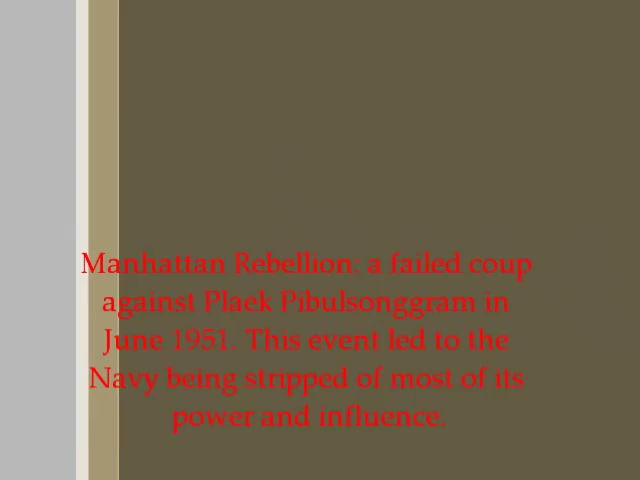 Manhattan Rebellion: a failed coup
against Plaek Pibulsonggram in
June 1951. This event led to the
Navy being stripped of most of its
power and influence.